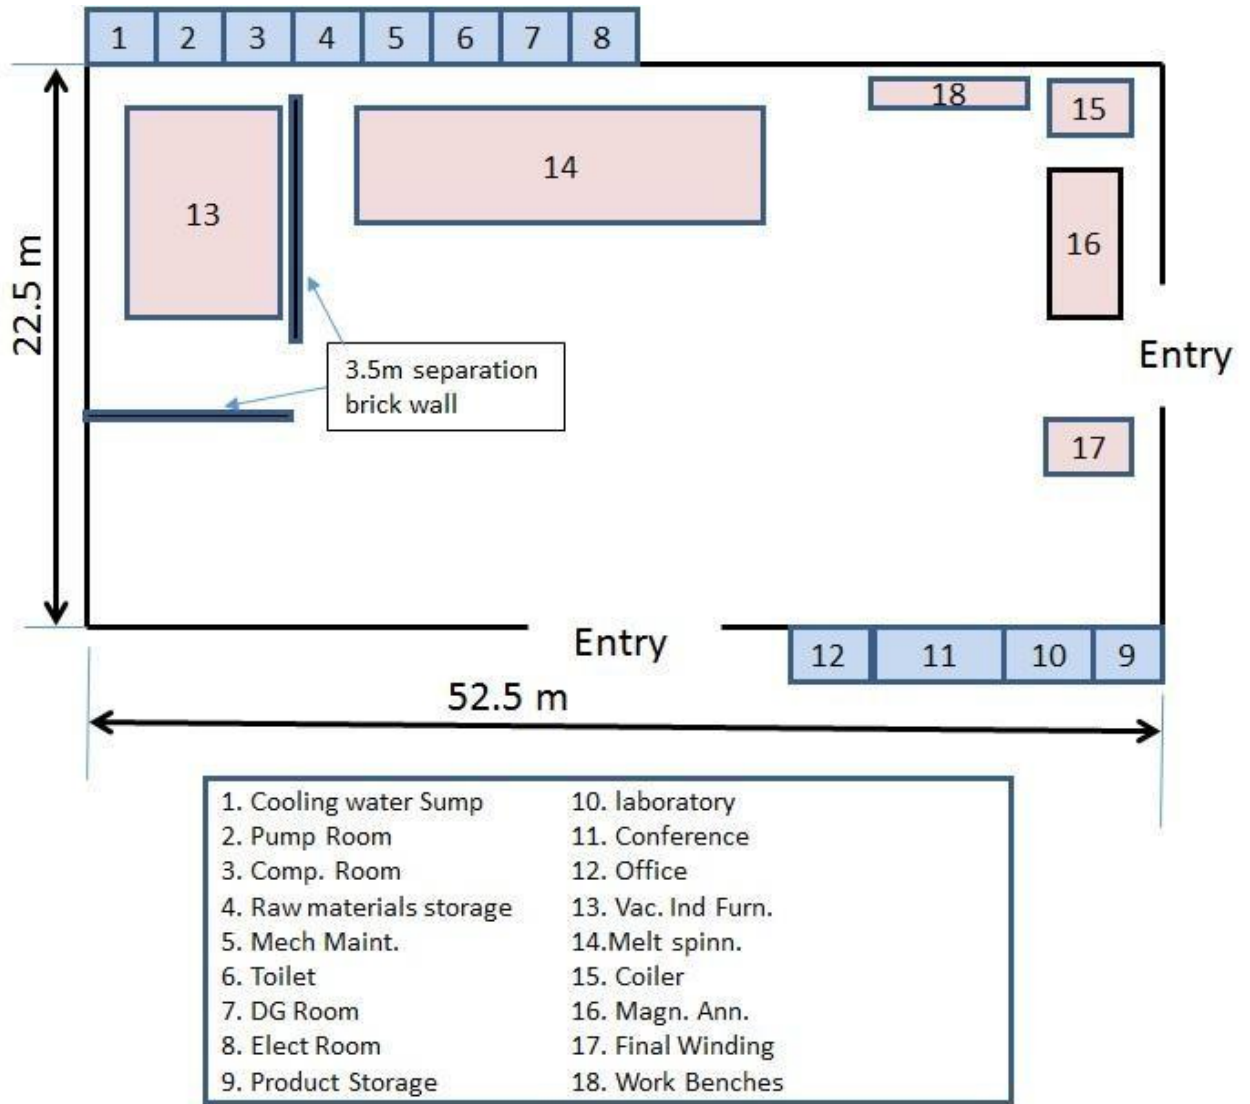 1 2 3 4 5 6 7 8
18
15
14
13
16
22.5 m
3.5m separation
brick wall
Entry
17
Entry
12 11 10 9
52.5 m
1. Cooling water Sump
2. Pump Room
3. Comp. Room
4. Raw materials storage
5. Mech Maint.
6. Toilet
7. DG Room
8. Elect Room
9. Product Storage
10. laboratory
11. Conference
12. Office
13. Vac. Ind Furn.
14.Melt spinn.
15. Coiler
16. Magn. Ann.
17. Final Winding
18. Work Benches